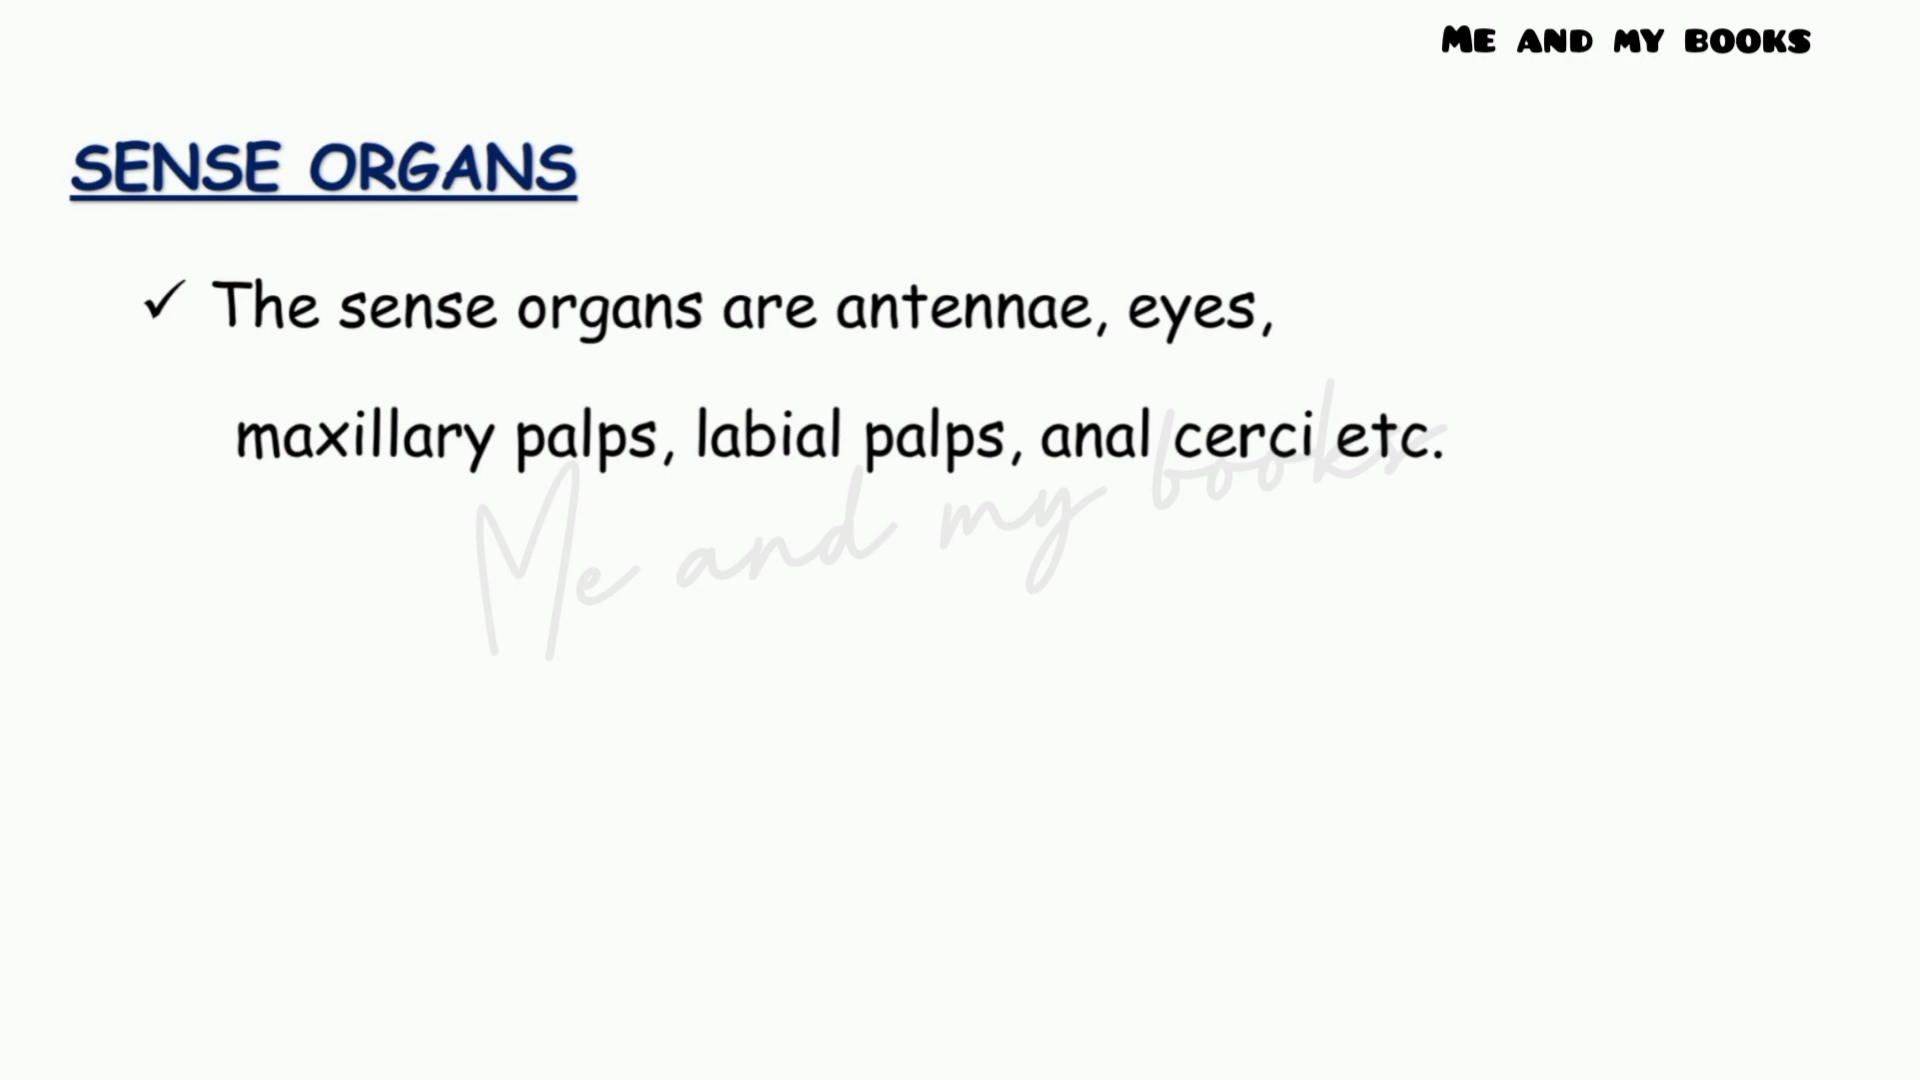 Me and my books
SENSE ORGANS
✓ The sense organs are antennae, eyes,
maxillary palps, labial palps, anal cerci etc.
Me and my books